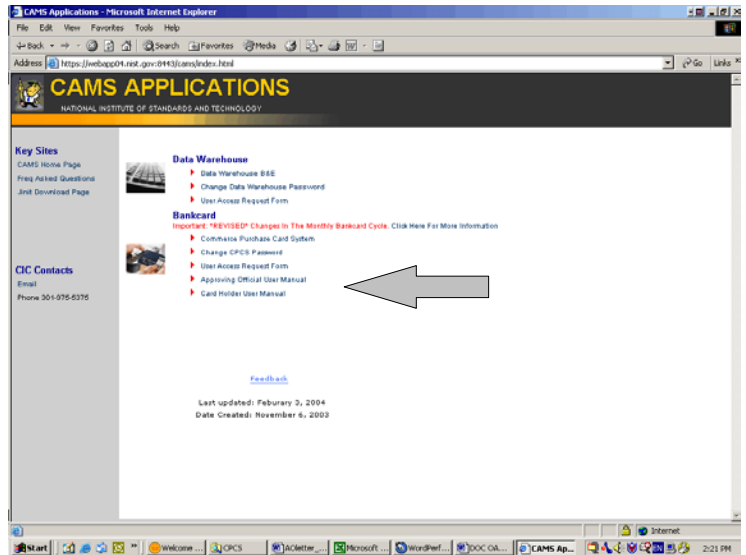 CAMS Applications - Microsoft Internet Explorer
File Edit View Favorites Tools Help
Back Search Favorites Media
Address https://webapp04.nist.gov:8443/cams/index.html Go Links
CAMS APPLICATIONS
NATIONAL INSTITUTE OF STANDARDS AND TECHNOLOGY
Key Sites
CAMS Home Page
Freq Asked Questions
Jinit Download Page
Data Warehouse
Data Warehouse B&E
Change Data Warehouse Password
User Access Request Form
Bankcard
Important: *REVISED* Changes In The Monthly Bankcard Cycle. Click Here For More Information
Commerce Purchase Card System
Change CPCS Password
User Access Request Form
Approving Official User Manual
Card Holder User Manual
CIC Contacts
Email
Phone 301-975-5375
Feedback
Last updated: Feburary 3, 2004
Date Created: November 6, 2003
Internet
Start Welcome ... CPCS AOletter_... Microsoft ... WordPerf... DOC OA... CAMS Ap... 2:21 PM